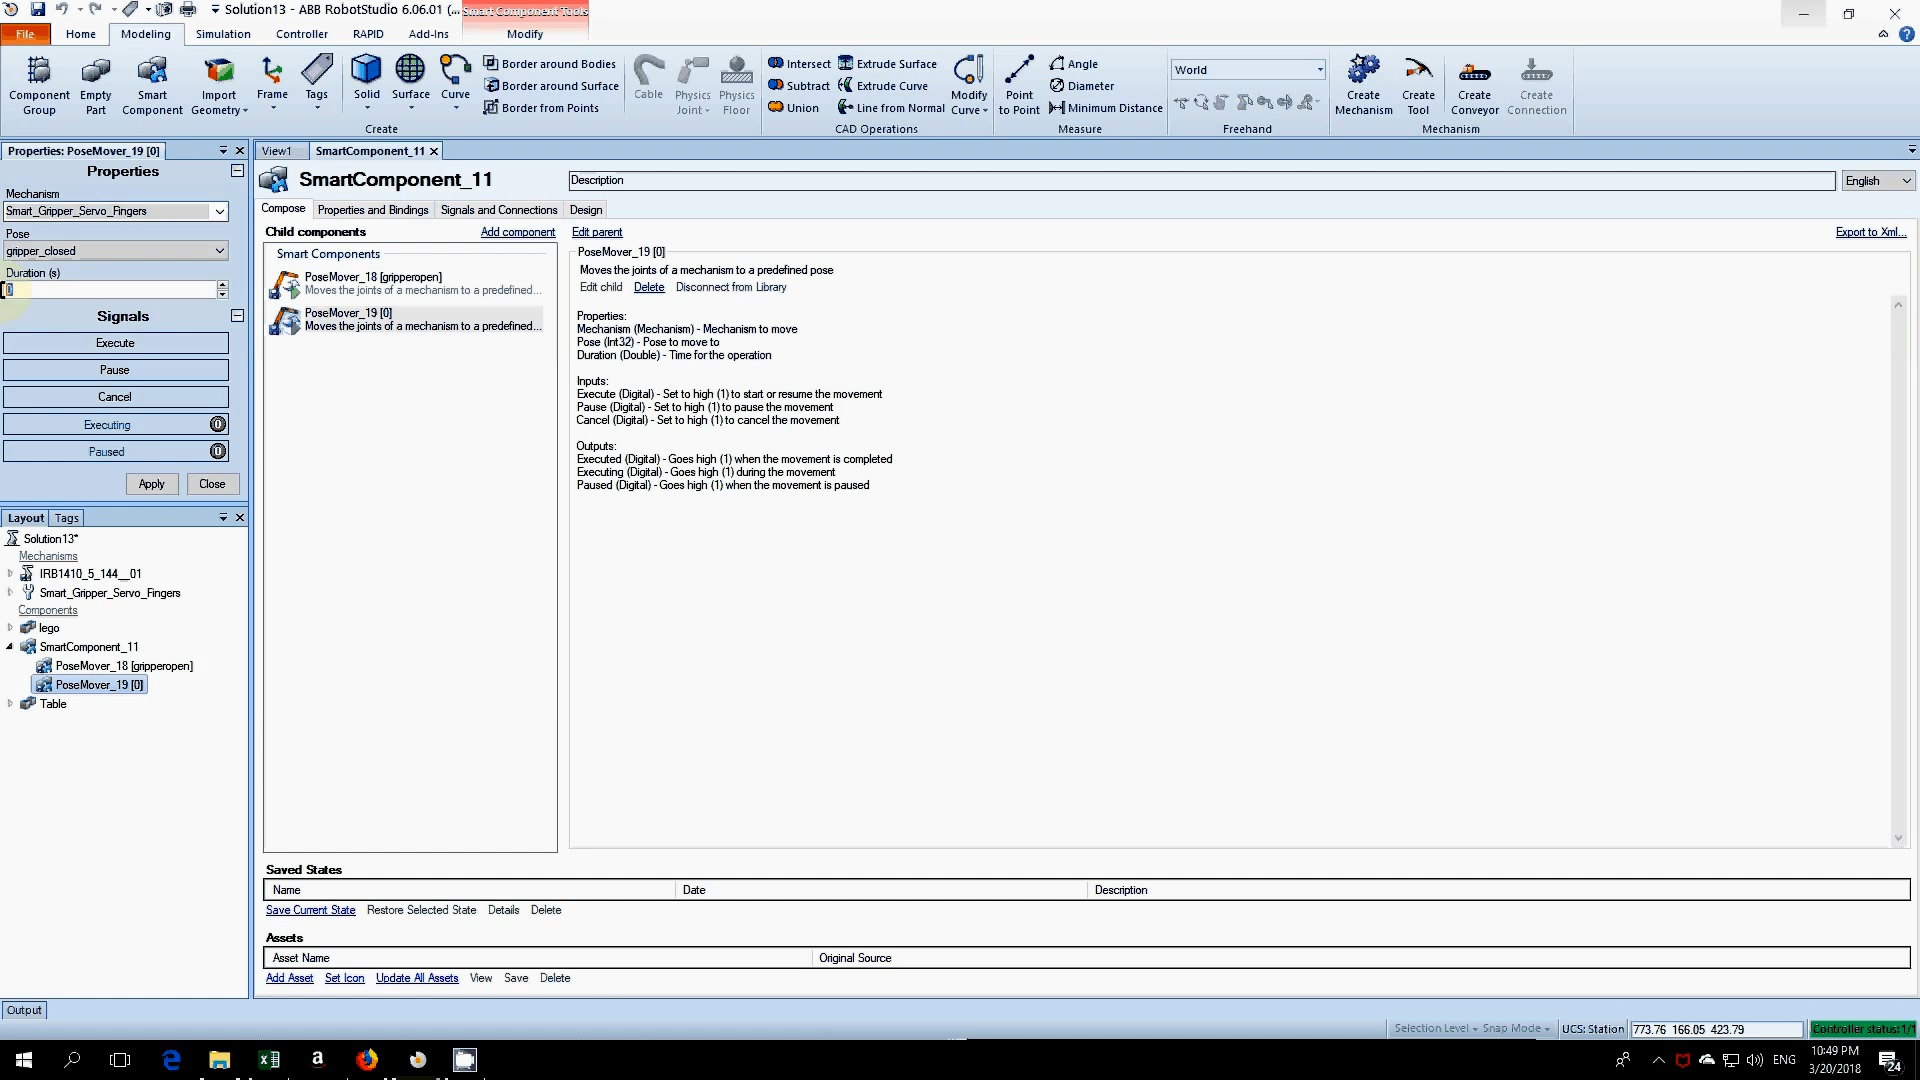 Solution13 - ABB RobotStudio 6.06.01 (...
Smart Component Tools
File
Home
Modeling
Simulation
Controller
RAPID
Add-Ins
Modify
Component Group
Empty Part
Smart Component
Import Geometry
Frame
Tags
Solid
Surface
Curve
Border around Bodies
Border around Surface
Border from Points
Create
Cable
Physics Joint
Physics Floor
Intersect
Subtract
Union
Extrude Surface
Extrude Curve
Line from Normal
Modify Curve
CAD Operations
Point to Point
Angle
Diameter
Minimum Distance
Measure
World
Freehand
Create Mechanism
Create Tool
Create Conveyor
Create Connection
Mechanism
Properties: PoseMover_19 [0]
Properties
Mechanism
Smart_Gripper_Servo_Fingers
Pose
gripper_closed
Duration (s)
0
Signals
Execute
Pause
Cancel
Executing
0
Paused
0
Apply
Close
Layout
Tags
Solution13*
Mechanisms
IRB1410_5_144__01
Smart_Gripper_Servo_Fingers
Components
lego
SmartComponent_11
PoseMover_18 [gripperopen]
PoseMover_19 [0]
Table
View1
SmartComponent_11
SmartComponent_11
Description
English
Compose
Properties and Bindings
Signals and Connections
Design
Child components
Add component
Edit parent
Export to Xml...
Smart Components
PoseMover_18 [gripperopen]
Moves the joints of a mechanism to a predefined...
PoseMover_19 [0]
Moves the joints of a mechanism to a predefined...
PoseMover_19 [0]
Moves the joints of a mechanism to a predefined pose
Edit child
Delete
Disconnect from Library
Properties:
Mechanism (Mechanism) - Mechanism to move
Pose (Int32) - Pose to move to
Duration (Double) - Time for the operation
Inputs:
Execute (Digital) - Set to high (1) to start or resume the movement
Pause (Digital) - Set to high (1) to pause the movement
Cancel (Digital) - Set to high (1) to cancel the movement
Outputs:
Executed (Digital) - Goes high (1) when the movement is completed
Executing (Digital) - Goes high (1) during the movement
Paused (Digital) - Goes high (1) when the movement is paused
Saved States
Name
Date
Description
Save Current State
Restore Selected State
Details
Delete
Assets
Asset Name
Original Source
Add Asset
Set Icon
Update All Assets
View
Save
Delete
Output
Selection Level
Snap Mode
UCS: Station
773.76 166.05 423.79
Controller status: 1/1
ENG
10:49 PM
3/20/2018
24